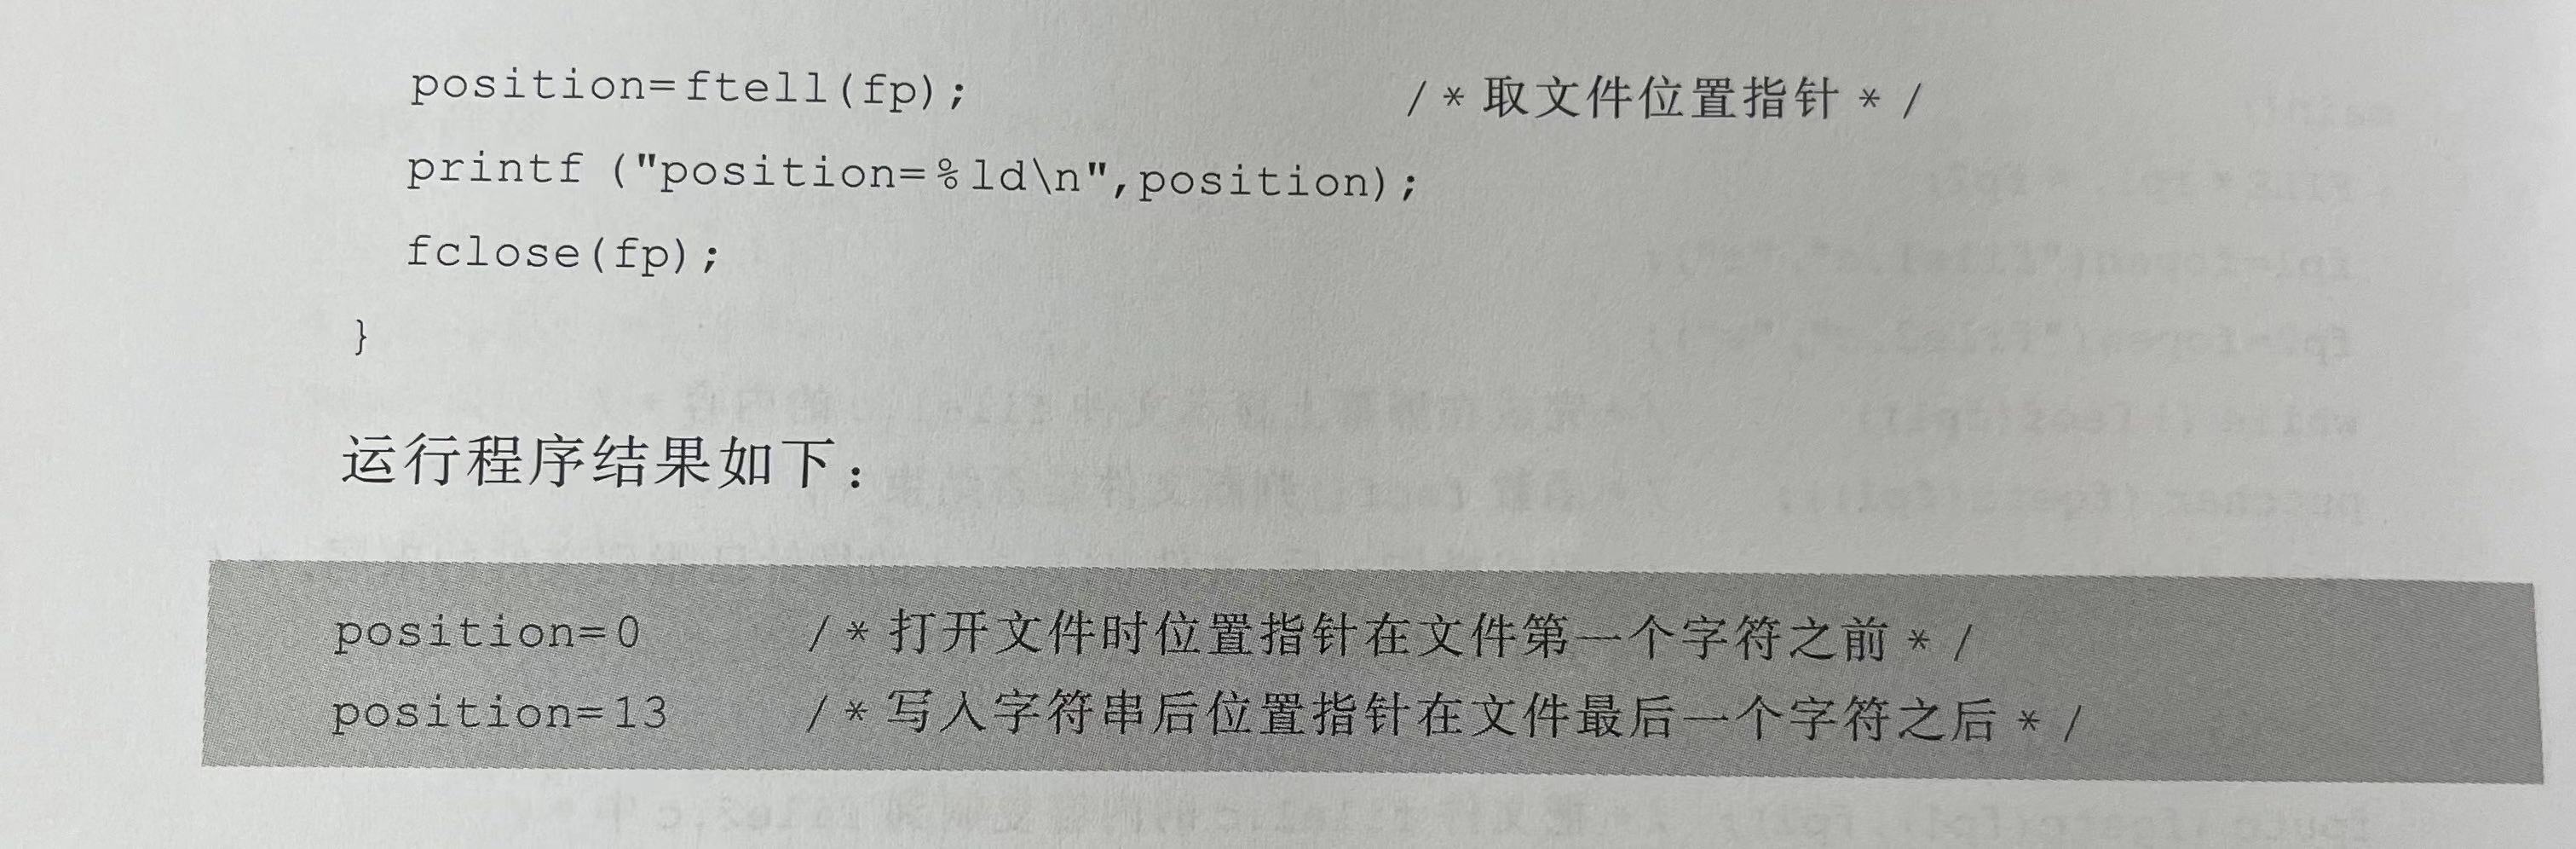 position=ftell(fp); /*取文件位置指针*/
printf ("position=%ld\n",position);
fclose(fp);
}
运行程序结果如下：
position=0 /*打开文件时位置指针在文件第一个字符之前*/
position=13 /*写入字符串后位置指针在文件最后一个字符之后*/